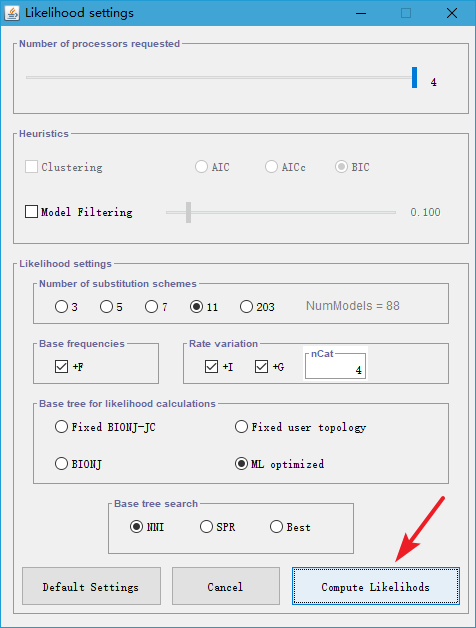 Likelihood settings
Number of processors requested
4
Heuristics
Clustering AIC AICc BIC
Model Filtering 0.100
Likelihood settings
Number of substitution schemes
3 5 7 11 203 NumModels = 88
Base frequencies
+F
Rate variation
+I +G
nCat
4
Base tree for likelihood calculations
Fixed BIONJ-JC Fixed user topology
BIONJ ML optimized
Base tree search
NNI SPR Best
Default Settings Cancel Compute Likelihods